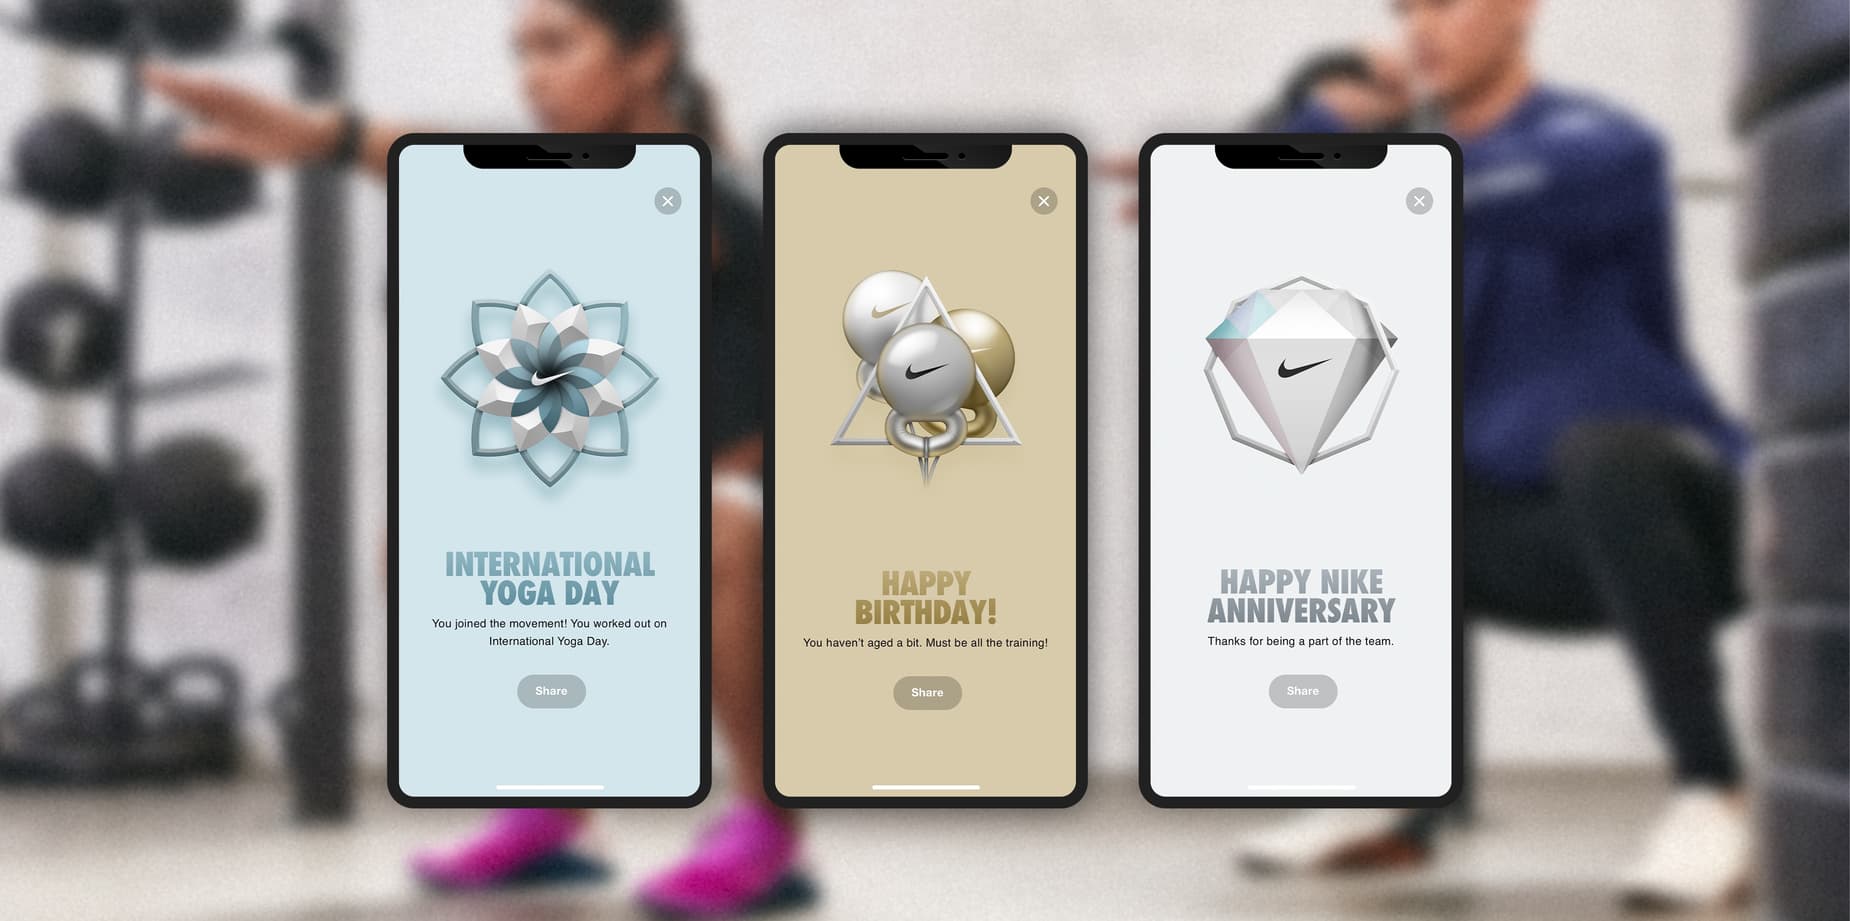 INTERNATIONAL
YOGA DAY
You joined the movement! You worked out on
International Yoga Day.
Share
HAPPY
BIRTHDAY!
You haven't aged a bit. Must be all the training!
Share
HAPPY NIKE
ANNIVERSARY
Thanks for being a part of the team.
Share